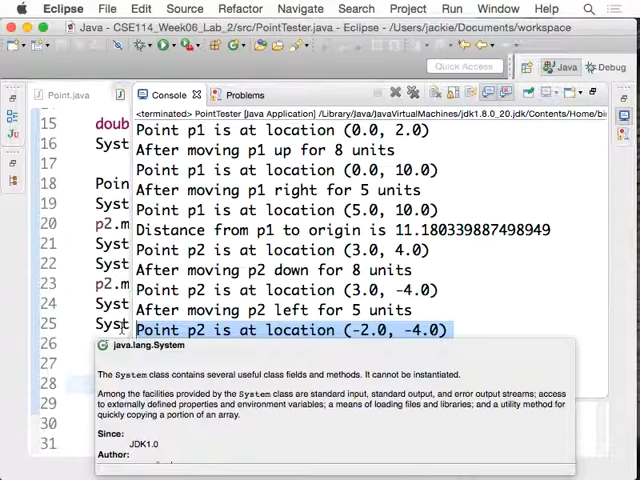 Eclipse File Edit Source Refactor Navigate Search Project Run Window Help
Java - CSE114_Week06_Lab_2/src/PointTester.java - Eclipse - /Users/jackie/Documents/workspace
Quick Access Java Debug
Point.java Console Problems
<terminated> PointTester [Java Application] /Library/Java/JavaVirtualMachines/jdk1.8.0_20.jdk/Contents/Home/bin
15 doub
16 Syst
17
18 Poin
19 Syst
20 p2.m
21 Syst
22 Syst
23 p2.m
24 Syst
25 Syst
26
27
28
29
30
31
Point p1 is at location (0.0, 2.0)
After moving p1 up for 8 units
Point p1 is at location (0.0, 10.0)
After moving p1 right for 5 units
Point p1 is at location (5.0, 10.0)
Distance from p1 to origin is 11.180339887498949
Point p2 is at location (3.0, 4.0)
After moving p2 down for 8 units
Point p2 is at location (3.0, -4.0)
After moving p2 left for 5 units
Point p2 is at location (-2.0, -4.0)
java.lang.System
The System class contains several useful class fields and methods. It cannot be instantiated.
Among the facilities provided by the System class are standard input, standard output, and error output streams; access
to externally defined properties and environment variables; a means of loading files and libraries; and a utility method for
quickly copying a portion of an array.
Since:
JDK1.0
Author: